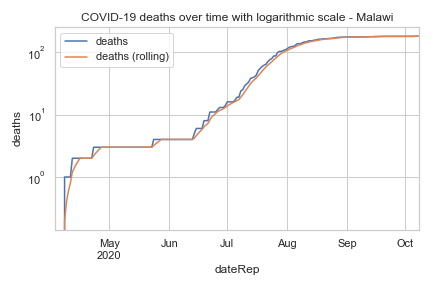 COVID-19 deaths over time with logarithmic scale - Malawi
deaths
deaths (rolling)
10²
10¹
10⁰
deaths
May Jun Jul Aug Sep Oct
2020
dateRep